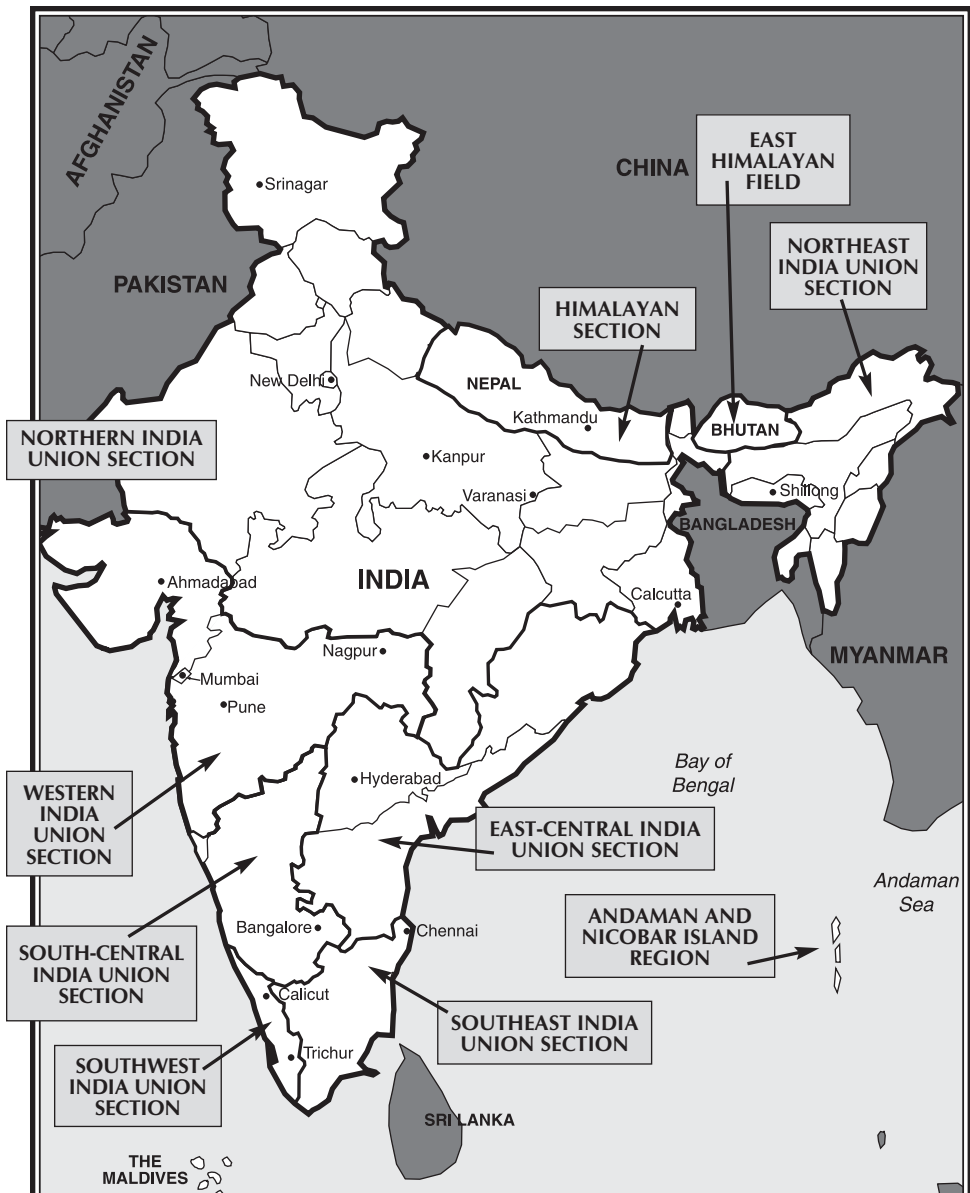 AFGHANISTAN
CHINA
EAST
HIMALAYAN
FIELD
Srinagar
NORTHEAST
INDIA UNION
SECTION
PAKISTAN
HIMALAYAN
SECTION
New Delhi
NEPAL
Kathmandu
BHUTAN
NORTHERN INDIA
UNION SECTION
Kanpur
Varanasi
Shillong
BANGLADESH
INDIA
Ahmadabad
Calcutta
Nagpur
MYANMAR
Mumbai
Pune
Bay of
Bengal
Hyderabad
WESTERN
INDIA
UNION
SECTION
EAST-CENTRAL INDIA
UNION SECTION
Andaman
Sea
Bangalore
Chennai
ANDAMAN AND
NICOBAR ISLAND
REGION
SOUTH-CENTRAL
INDIA UNION
SECTION
Calicut
SOUTHEAST INDIA
UNION SECTION
Trichur
SOUTHWEST
INDIA UNION
SECTION
SRI LANKA
THE
MALDIVES